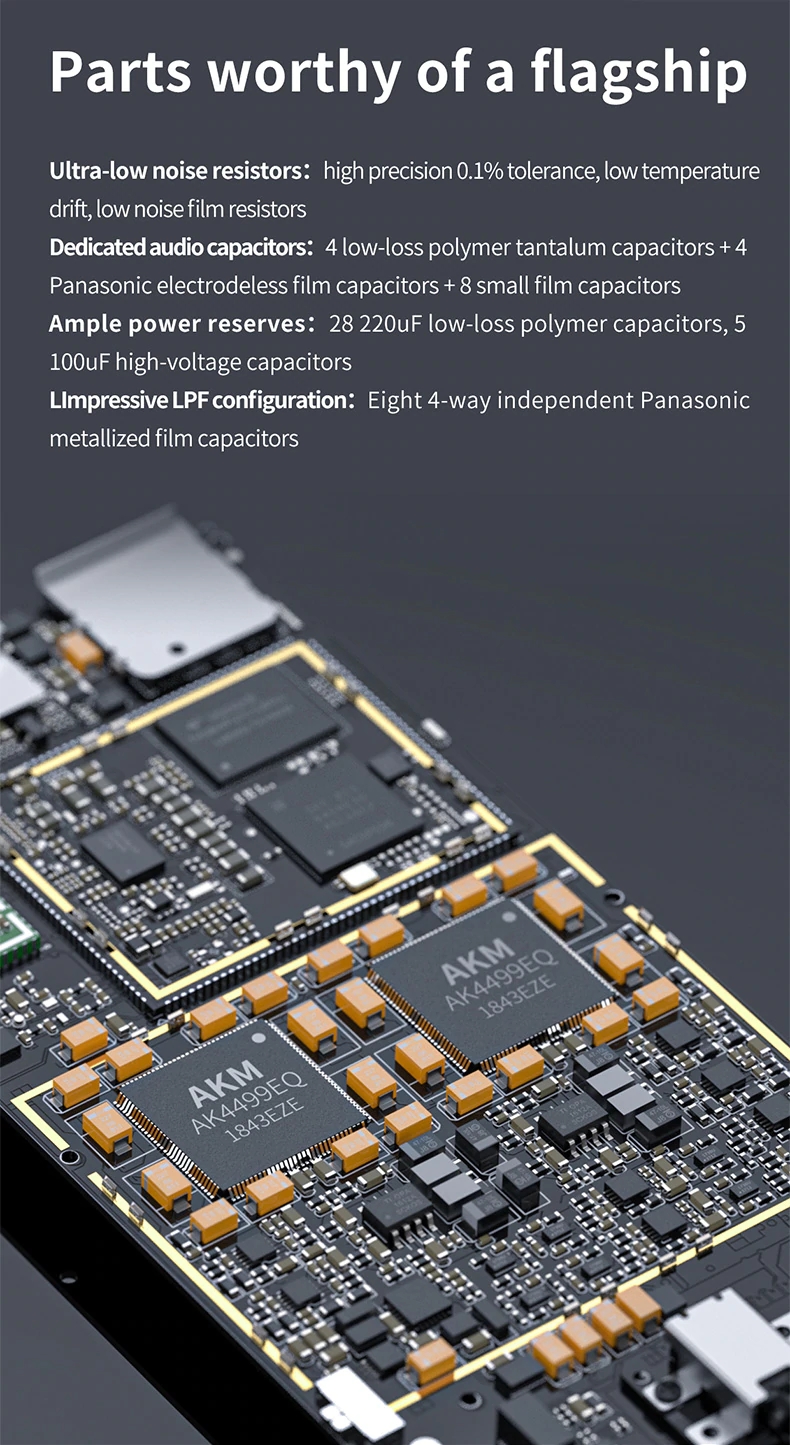 Parts worthy of a flagship
Ultra-low noise resistors： high precision 0.1% tolerance, low temperature
drift, low noise film resistors
Dedicated audio capacitors： 4 low-loss polymer tantalum capacitors + 4
Panasonic electrodeless film capacitors + 8 small film capacitors
Ample power reserves： 28 220uF low-loss polymer capacitors, 5
100uF high-voltage capacitors
LImpressive LPF configuration： Eight 4-way independent Panasonic
metallized film capacitors
AKM
AK4499EQ
1843EZE
AKM
AK4499EQ
1843EZE